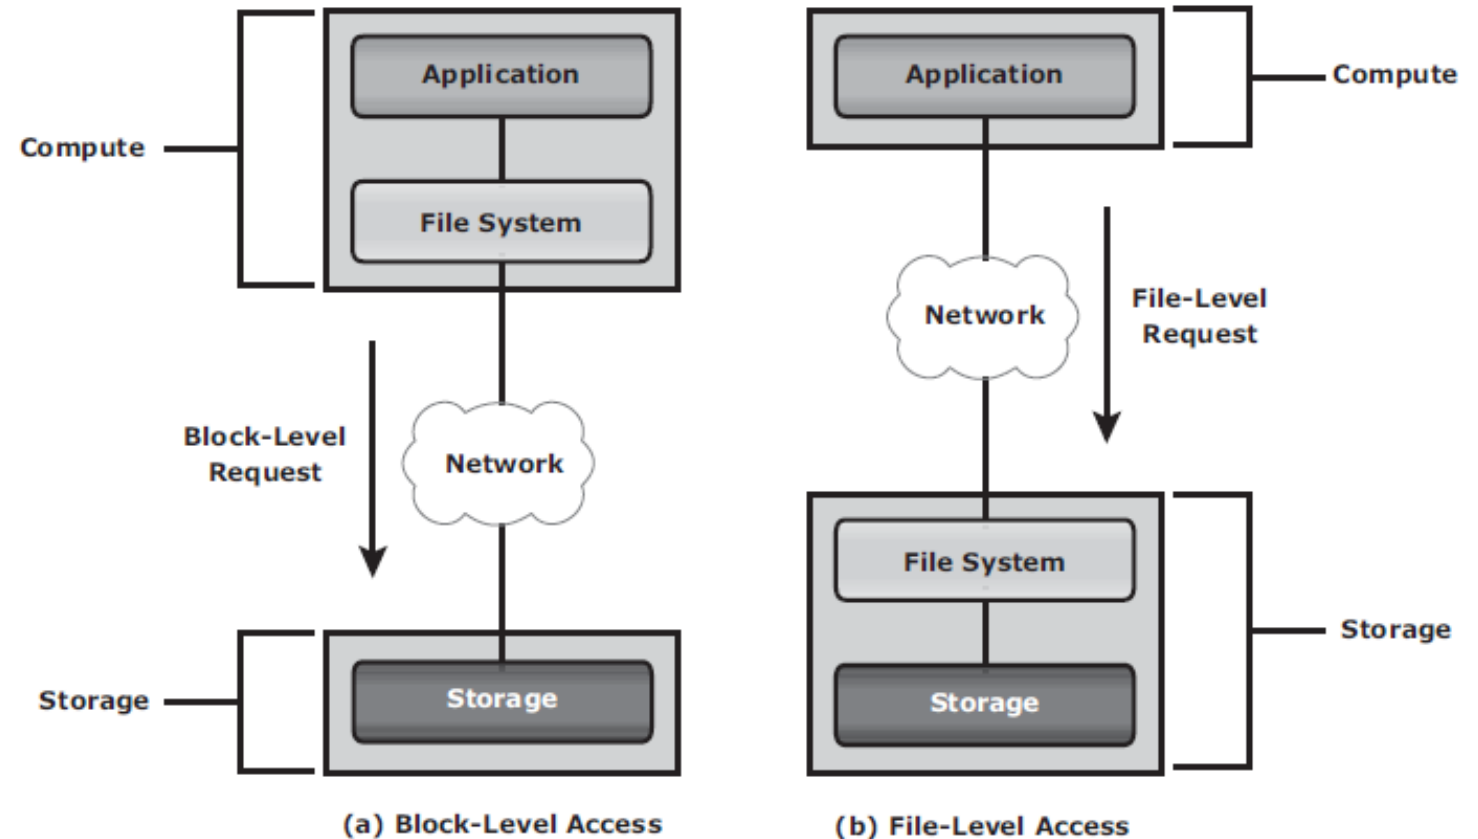 Compute
Application
File System
Block-Level
Request
Network
Storage
Storage
(a) Block-Level Access
Application
Compute
Network
File-Level
Request
File System
Storage
Storage
(b) File-Level Access